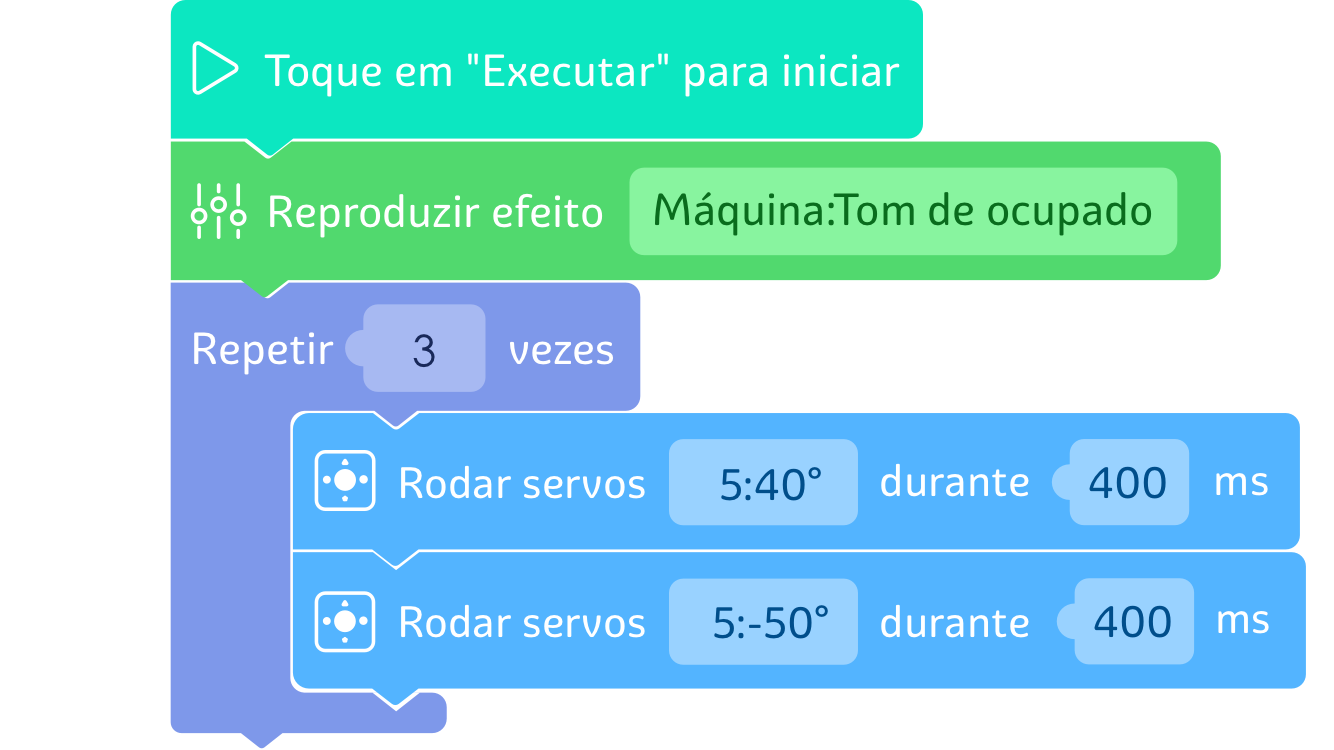 Toque em "Executar" para iniciar
Reproduzir efeito Máquina:Tom de ocupado
Repetir 3 vezes
Rodar servos 5:40° durante 400 ms
Rodar servos 5:-50° durante 400 ms